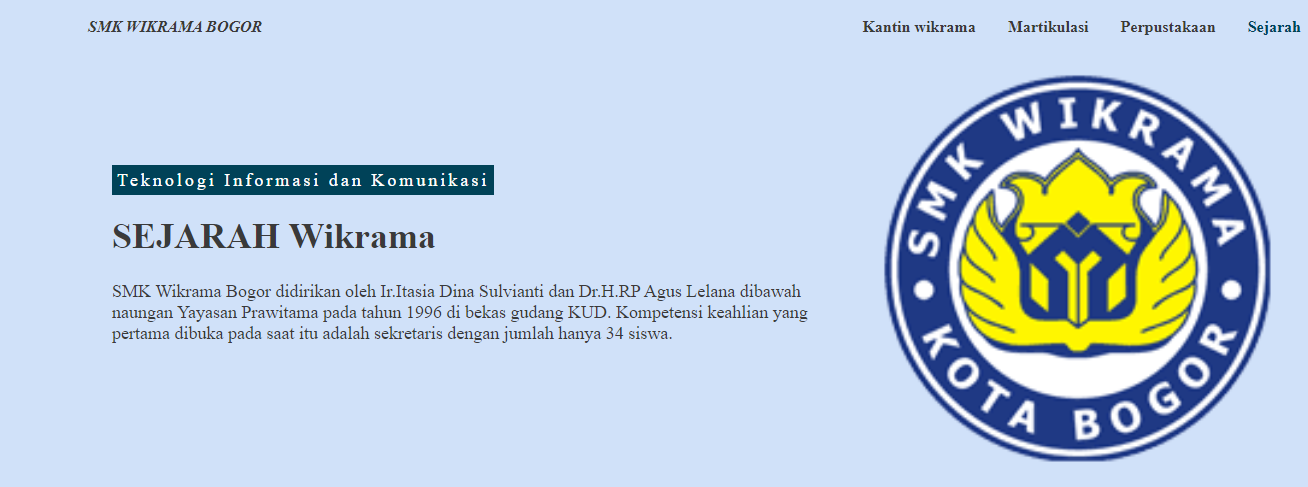 SMK WIKRAMA BOGOR
Kantin wikrama Martikulasi Perpustakaan Sejarah
Teknologi Informasi dan Komunikasi
SEJARAH Wikrama
SMK Wikrama Bogor didirikan oleh Ir.Itasia Dina Sulvianti dan Dr.H.RP Agus Lelana dibawah
naungan Yayasan Prawitama pada tahun 1996 di bekas gudang KUD. Kompetensi keahlian yang
pertama dibuka pada saat itu adalah sekretaris dengan jumlah hanya 34 siswa.
SMK WIKRAMA
KOTA BOGOR